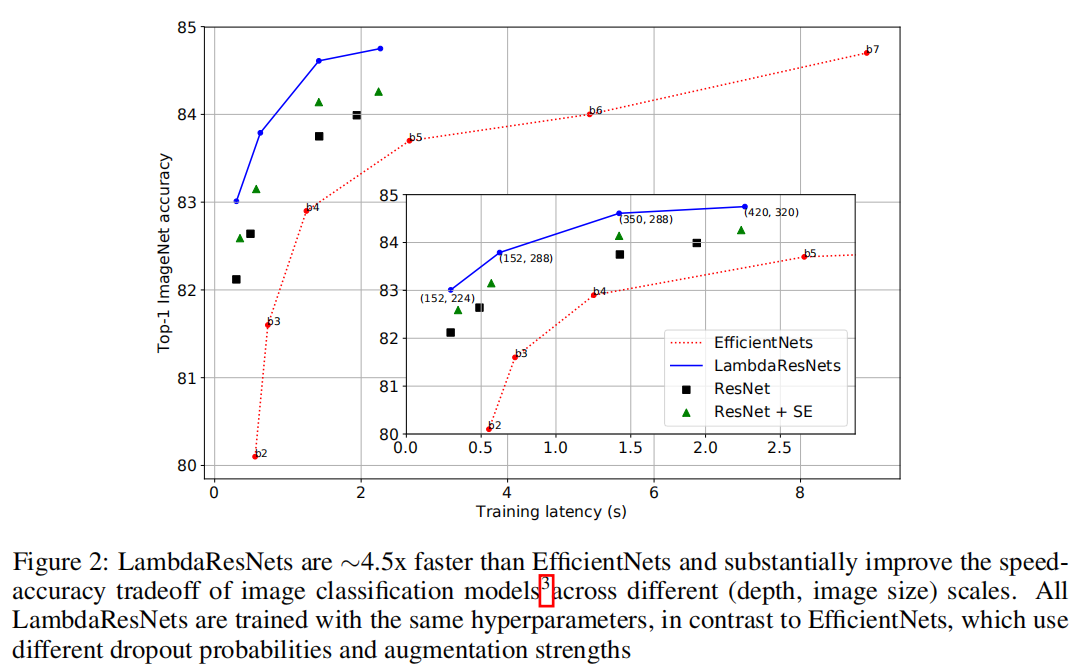 85
84
83
82
81
80
Top-1 ImageNet accuracy
b2
b3
b4
b5
b6
b7
0 2 4 6 8
Training latency (s)
85
84
83
82
81
80
(152, 224)
(152, 288)
(350, 288)
(420, 320)
b2
b3
b4
b5
EfficientNets
LambdaResNets
ResNet
ResNet + SE
0.0 0.5 1.0 1.5 2.0 2.5
Figure 2: LambdaResNets are ∼4.5x faster than EfficientNets and substantially improve the speed-
accuracy tradeoff of image classification models3 across different (depth, image size) scales. All
LambdaResNets are trained with the same hyperparameters, in contrast to EfficientNets, which use
different dropout probabilities and augmentation strengths